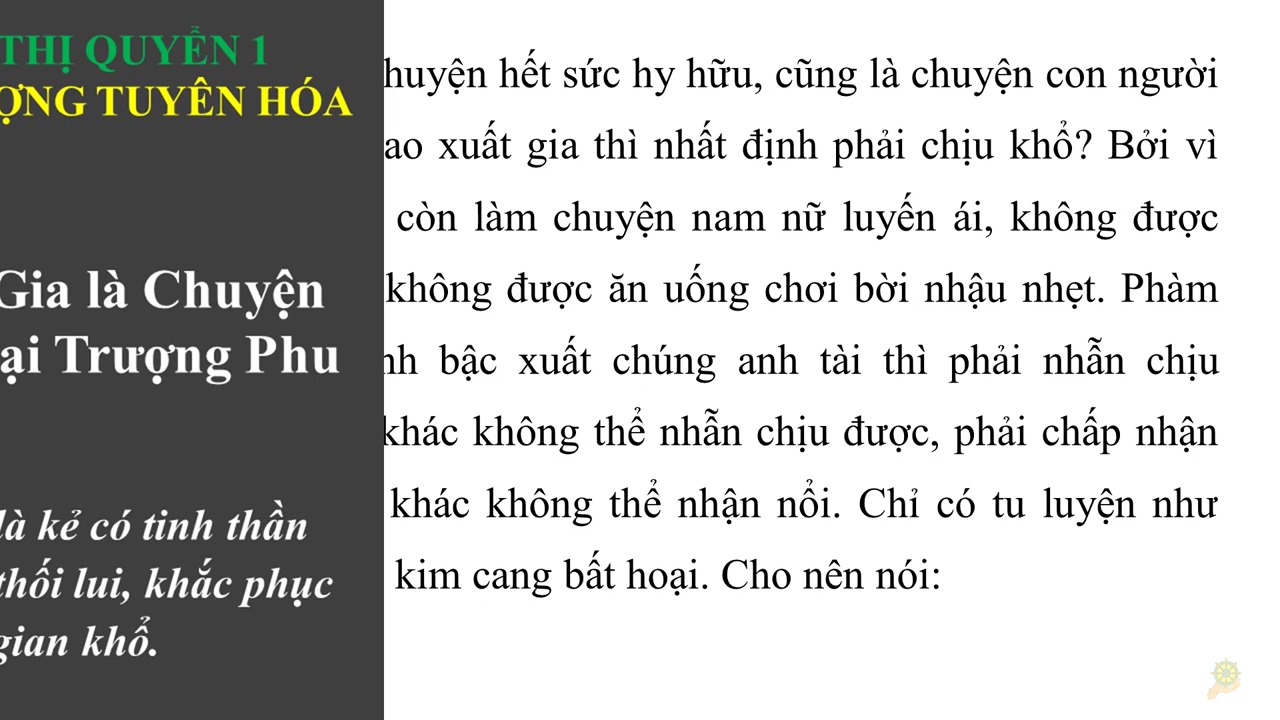 THỊ QUYỂN 1
ỢNG TUYÊN HÓA
Gia là Chuyện
ại Trượng Phu
là kẻ có tinh thần
thối lui, khắc phục
gian khổ.
huyện hết sức hy hữu, cũng là chuyện con người
ao xuất gia thì nhất định phải chịu khổ? Bởi vì
còn làm chuyện nam nữ luyến ái, không được
không được ăn uống chơi bời nhậu nhẹt. Phàm
nh bậc xuất chúng anh tài thì phải nhẫn chịu
khác không thể nhẫn chịu được, phải chấp nhận
khác không thể nhận nổi. Chỉ có tu luyện như
kim cang bất hoại. Cho nên nói: